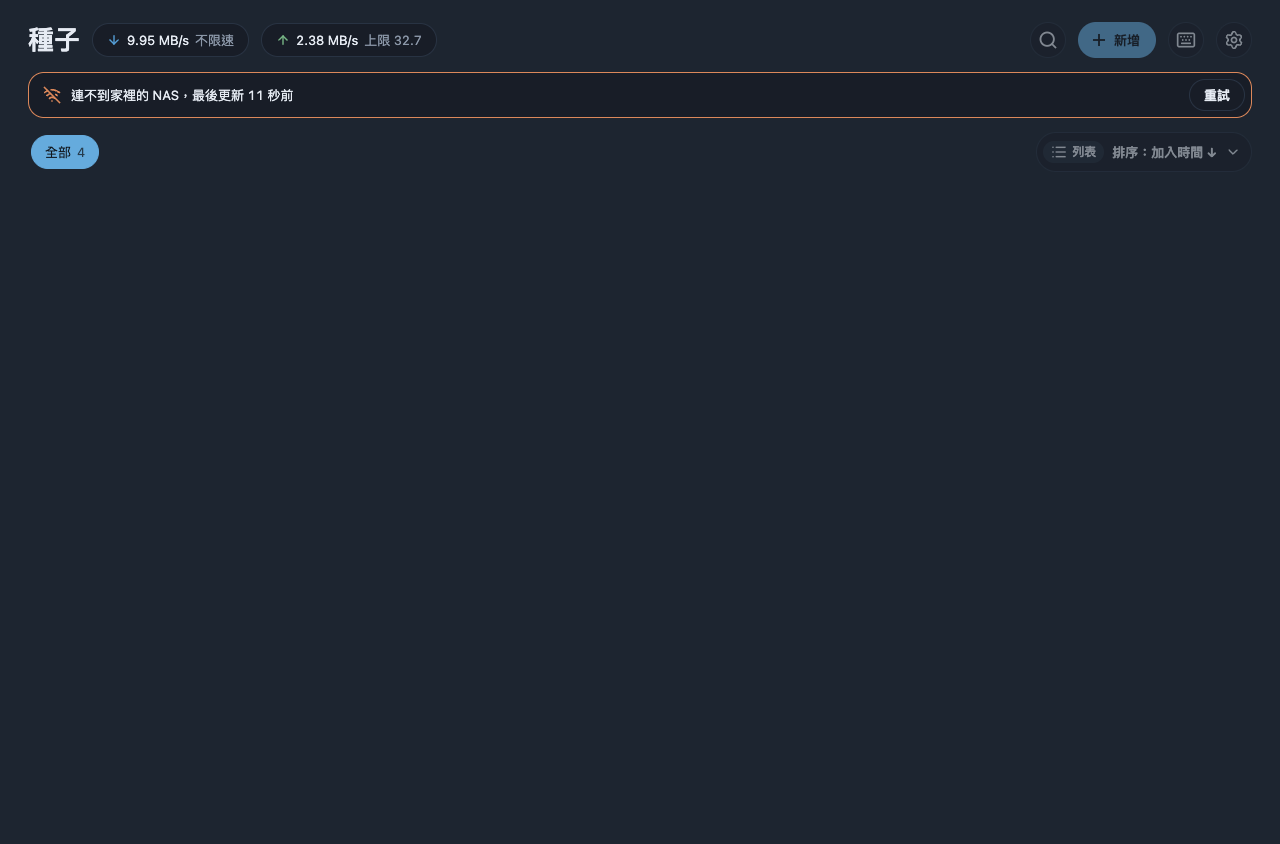 種子 9.95 MB/s 不限速 2.38 MB/s 上限 32.7 新增
連不到家裡的 NAS，最後更新 11 秒前 重試
全部 4 列表 排序：加入時間↓